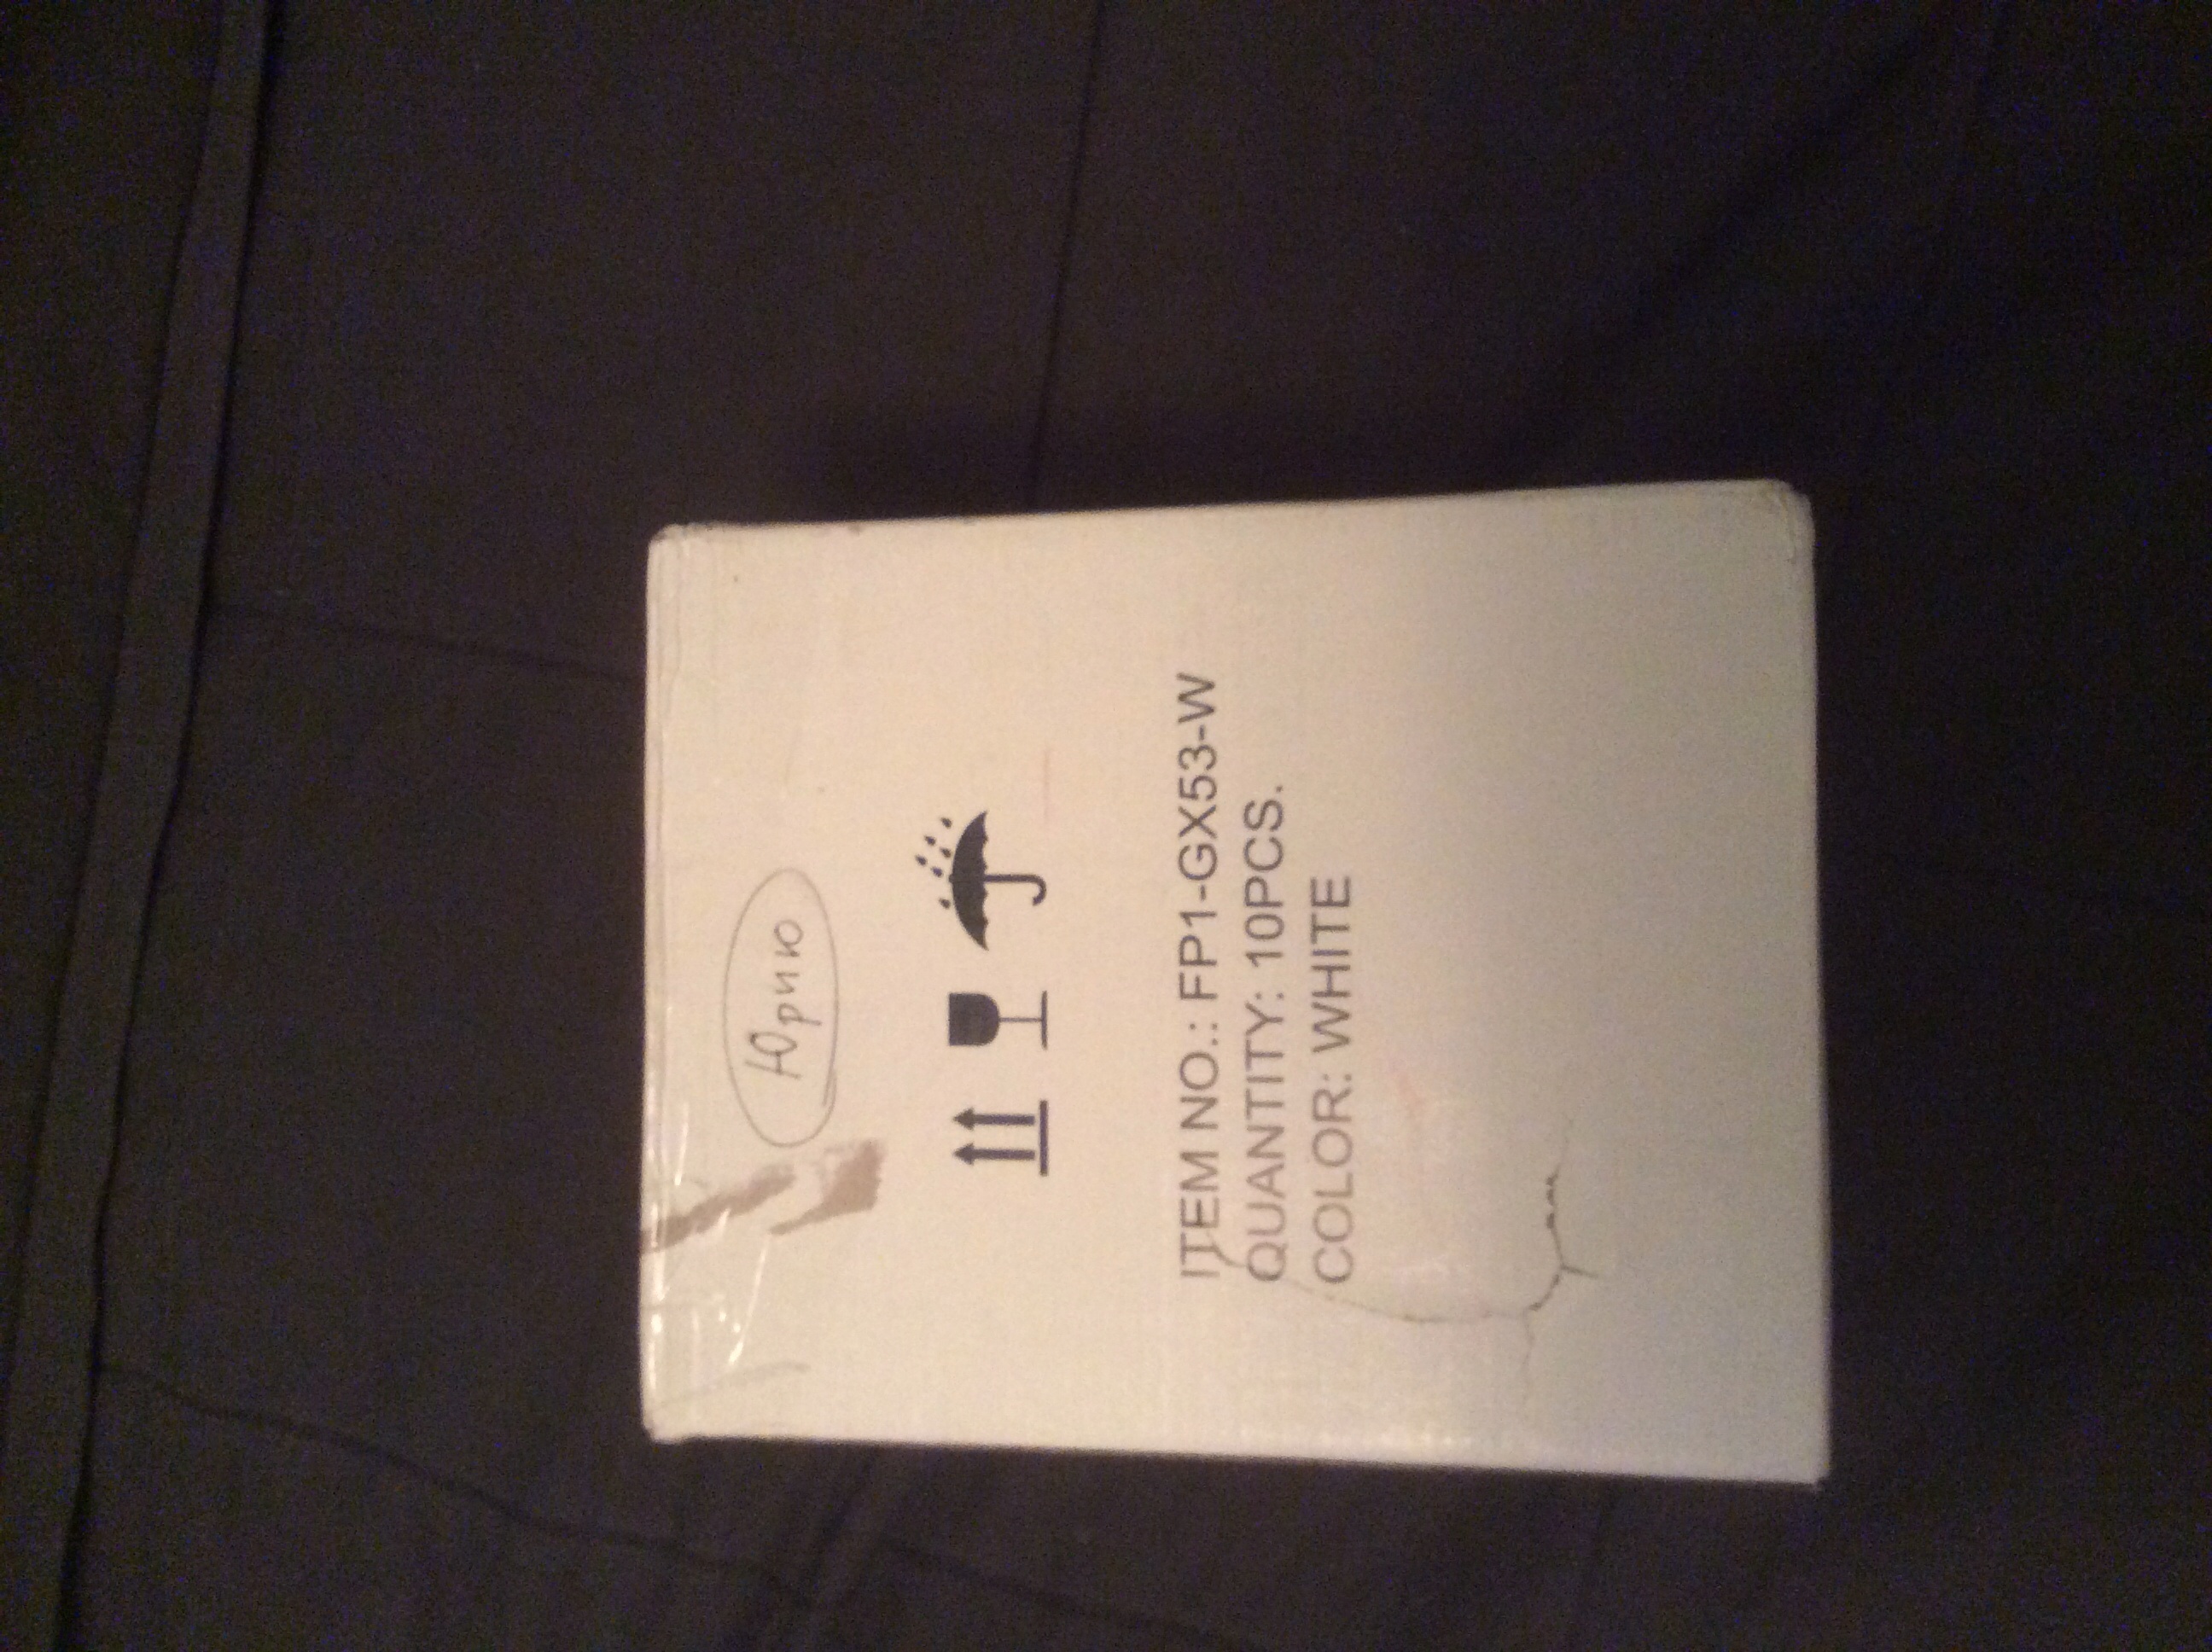 Юрию
ITEM NO.: FP1-GX53-W
QUANTITY: 10PCS.
COLOR: WHITE